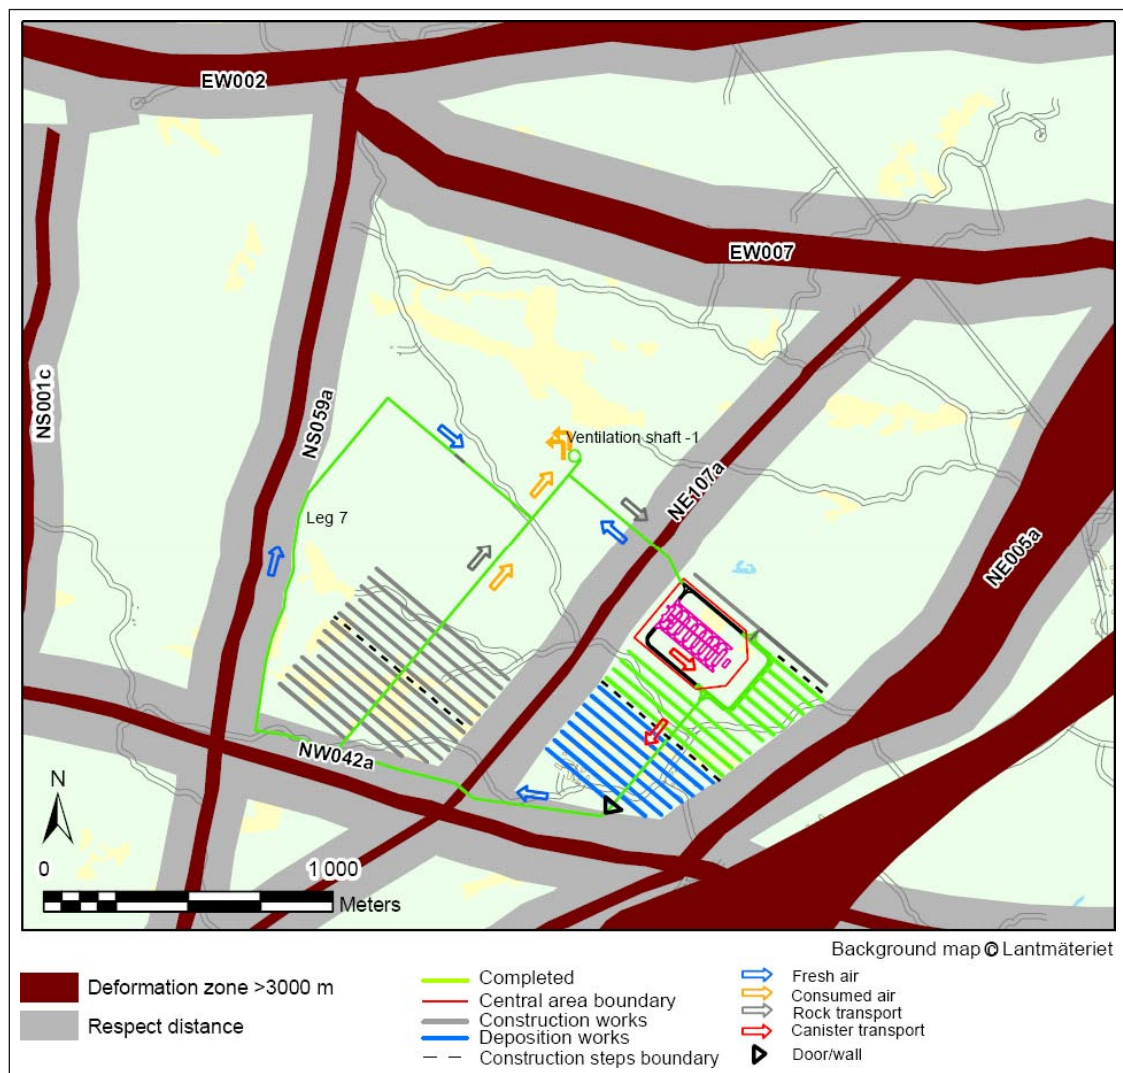 EW002
EW007
NS001c
NS059a
Ventilation shaft -1
NE107a
Leg 7
NE005a
NW042a
N
0
1 000
Meters
Background map © Lantmäteriet
Deformation zone >3000 m
Respect distance
Completed
Central area boundary
Construction works
Deposition works
Construction steps boundary
Fresh air
Consumed air
Rock transport
Canister transport
Door/wall